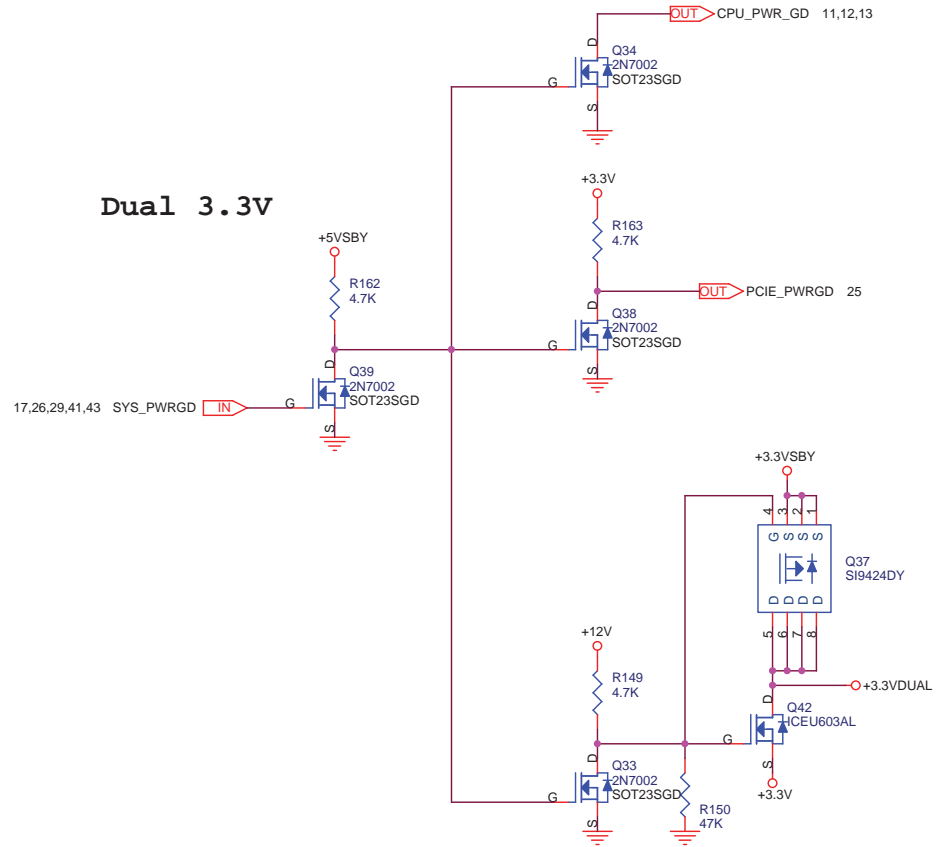 OUT CPU_PWR_GD 11,12,13
D
Q34
2N7002
SOT23SGD
G
S
Dual 3.3V
+3.3V
R163
4.7K
+5VSBY
R162
4.7K
OUT PCIE_PWRGD 25
D
Q38
2N7002
SOT23SGD
G
S
D
Q39
2N7002
SOT23SGD
17,26,29,41,43 SYS_PWRGD IN
G
S
+3.3VSBY
4 3 2 1
G S S S
Q37
SI9424DY
D D D D
5 6 7 8
+12V
R149
4.7K
+3.3VDUAL
D
Q42
G
S
+3.3V
D
Q33
2N7002
SOT23SGD
G
S
R150
47K